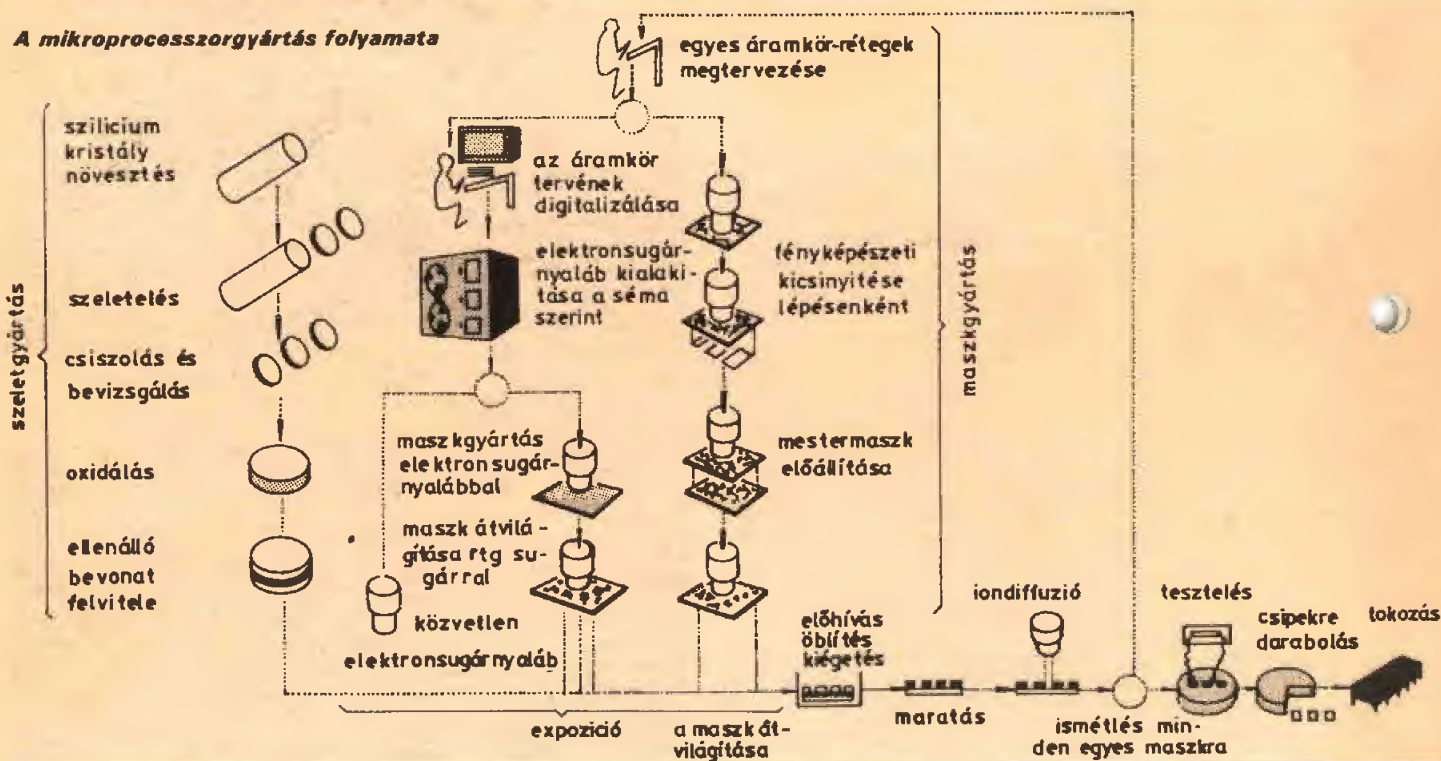 A mikroprocesszorgyártás folyamata
szeletgyártás
szilicium
kristály
növesztés
szeletelés
csiszolás és
bevizsgálás
oxidálás
ellenálló
bevonat
felvitele
egyes áramkör-rétegek
megtervezése
az áramkör
tervének
digitalizálása
elektronsugár-
nyaláb kialaki-
tása a séma
szerint
maszkgyártás
elektronsugár-
nyalábbal
maszk átvilá-
gítása rtg su-
gárral
közvetlen
elektronsugárnyaláb
fényképészeti
kicsinyitése
lépésenként
mestermaszk
előállítása
maszkgyártás
expozició
a maszk át-
világítása
előhívás
öblítés
kiégetés
maratás
iondiffuzió
ismétlés min-
den egyes maszkra
tesztelés
csipekre
darabolás
tokozás